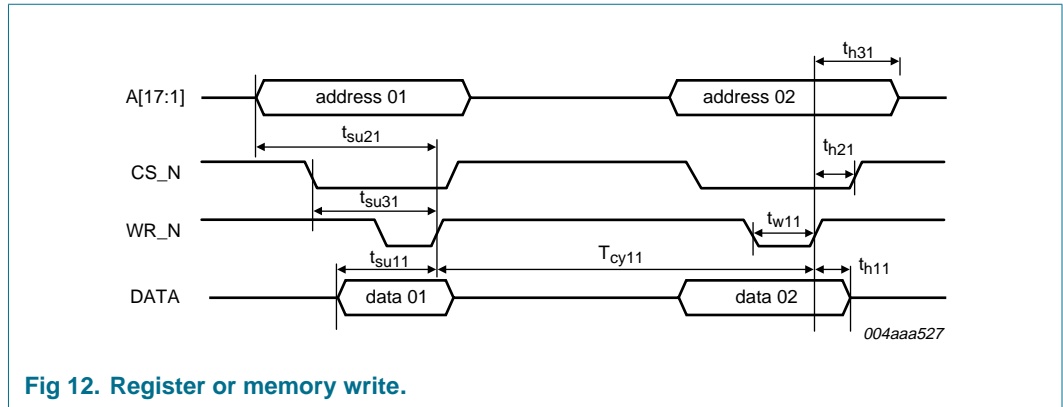 th31
A[17:1]
address 01
address 02
tsu21
th21
CS_N
tsu31
tw11
WR_N
Tcy11
tsu11
th11
DATA
data 01
data 02
004aaa527
Fig 12. Register or memory write.